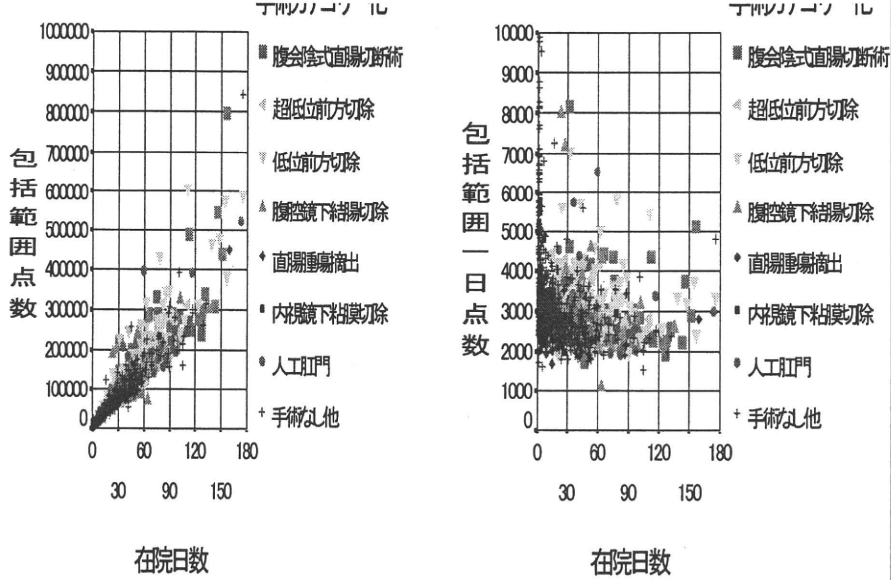 手術カテゴリー化
1000000
900000
800000
700000
600000
500000
400000
300000
200000
100000
0
包括範囲点数
0 60 120 180
30 90 150
在院日数
腹会陰式直腸切断術
超低位前方切除
低位前方切除
腹腔鏡下結腸切除
直腸腫瘍摘出
内視鏡下粘膜切除
人工肛門
手術なし他
手術カテゴリー化
10000
9000
8000
7000
6000
5000
4000
3000
2000
1000
0
包括範囲一日点数
0 60 120 180
30 90 150
在院日数
腹会陰式直腸切断術
超低位前方切除
低位前方切除
腹腔鏡下結腸切除
直腸腫瘍摘出
内視鏡下粘膜切除
人工肛門
手術なし他